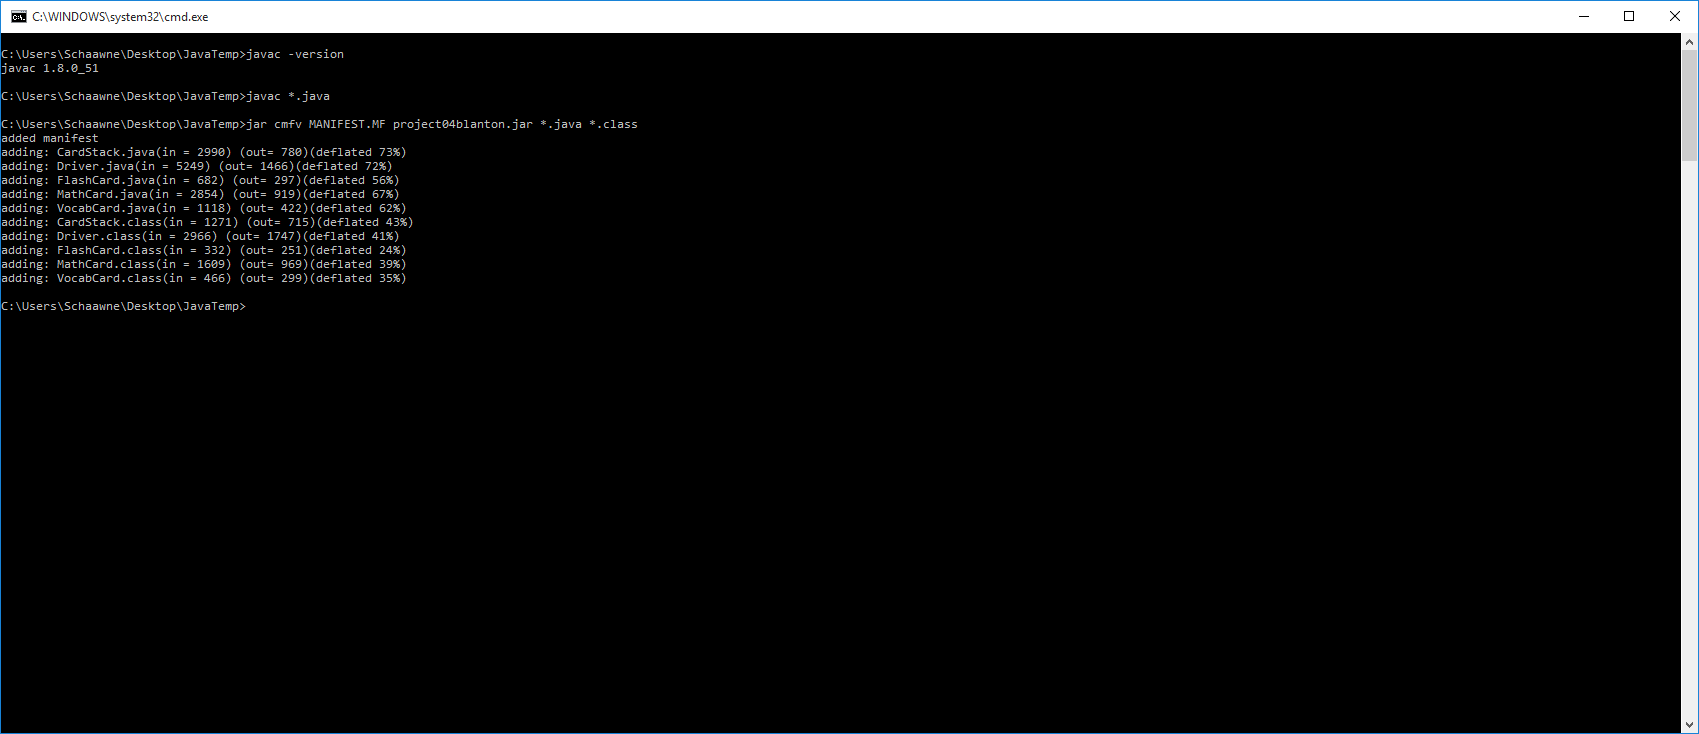 C:\WINDOWS\system32\cmd.exe
C:\Users\Schaawne\Desktop\JavaTemp>javac -version
javac 1.8.0_51
C:\Users\Schaawne\Desktop\JavaTemp>javac *.java
C:\Users\Schaawne\Desktop\JavaTemp>jar cmfv MANIFEST.MF project04blanton.jar *.java *.class
added manifest
adding: CardStack.java(in = 2990) (out= 780)(deflated 73%)
adding: Driver.java(in = 5249) (out= 1466)(deflated 72%)
adding: FlashCard.java(in = 682) (out= 297)(deflated 56%)
adding: MathCard.java(in = 2854) (out= 919)(deflated 67%)
adding: VocabCard.java(in = 1118) (out= 422)(deflated 62%)
adding: CardStack.class(in = 1271) (out= 715)(deflated 43%)
adding: Driver.class(in = 2966) (out= 1747)(deflated 41%)
adding: FlashCard.class(in = 332) (out= 251)(deflated 24%)
adding: MathCard.class(in = 1609) (out= 969)(deflated 39%)
adding: VocabCard.class(in = 466) (out= 299)(deflated 35%)
C:\Users\Schaawne\Desktop\JavaTemp>